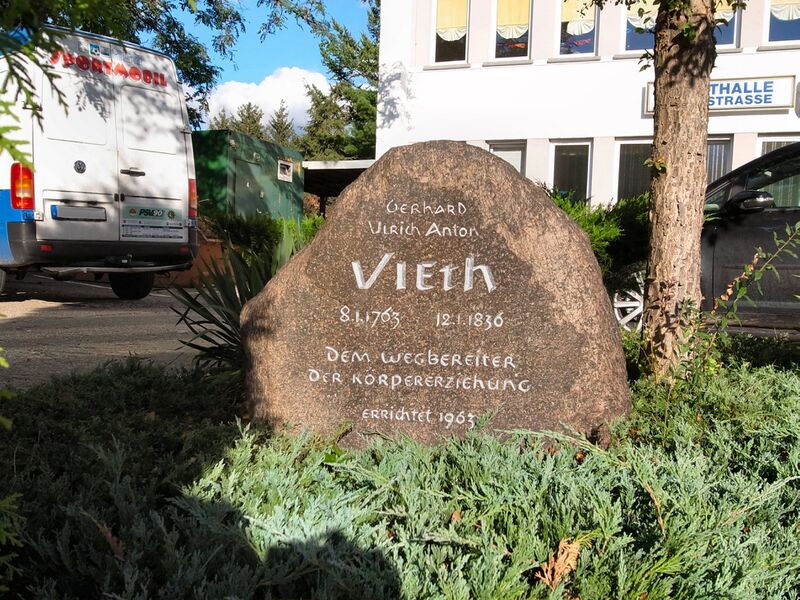 SPORTMOBIL
PSV90
THALLE
STRASSE
Gerhard
Ulrich Anton
Vieth
8.1.1763 12.1.1836
Dem Wegbereiter
der Körpererziehung
errichtet 1963